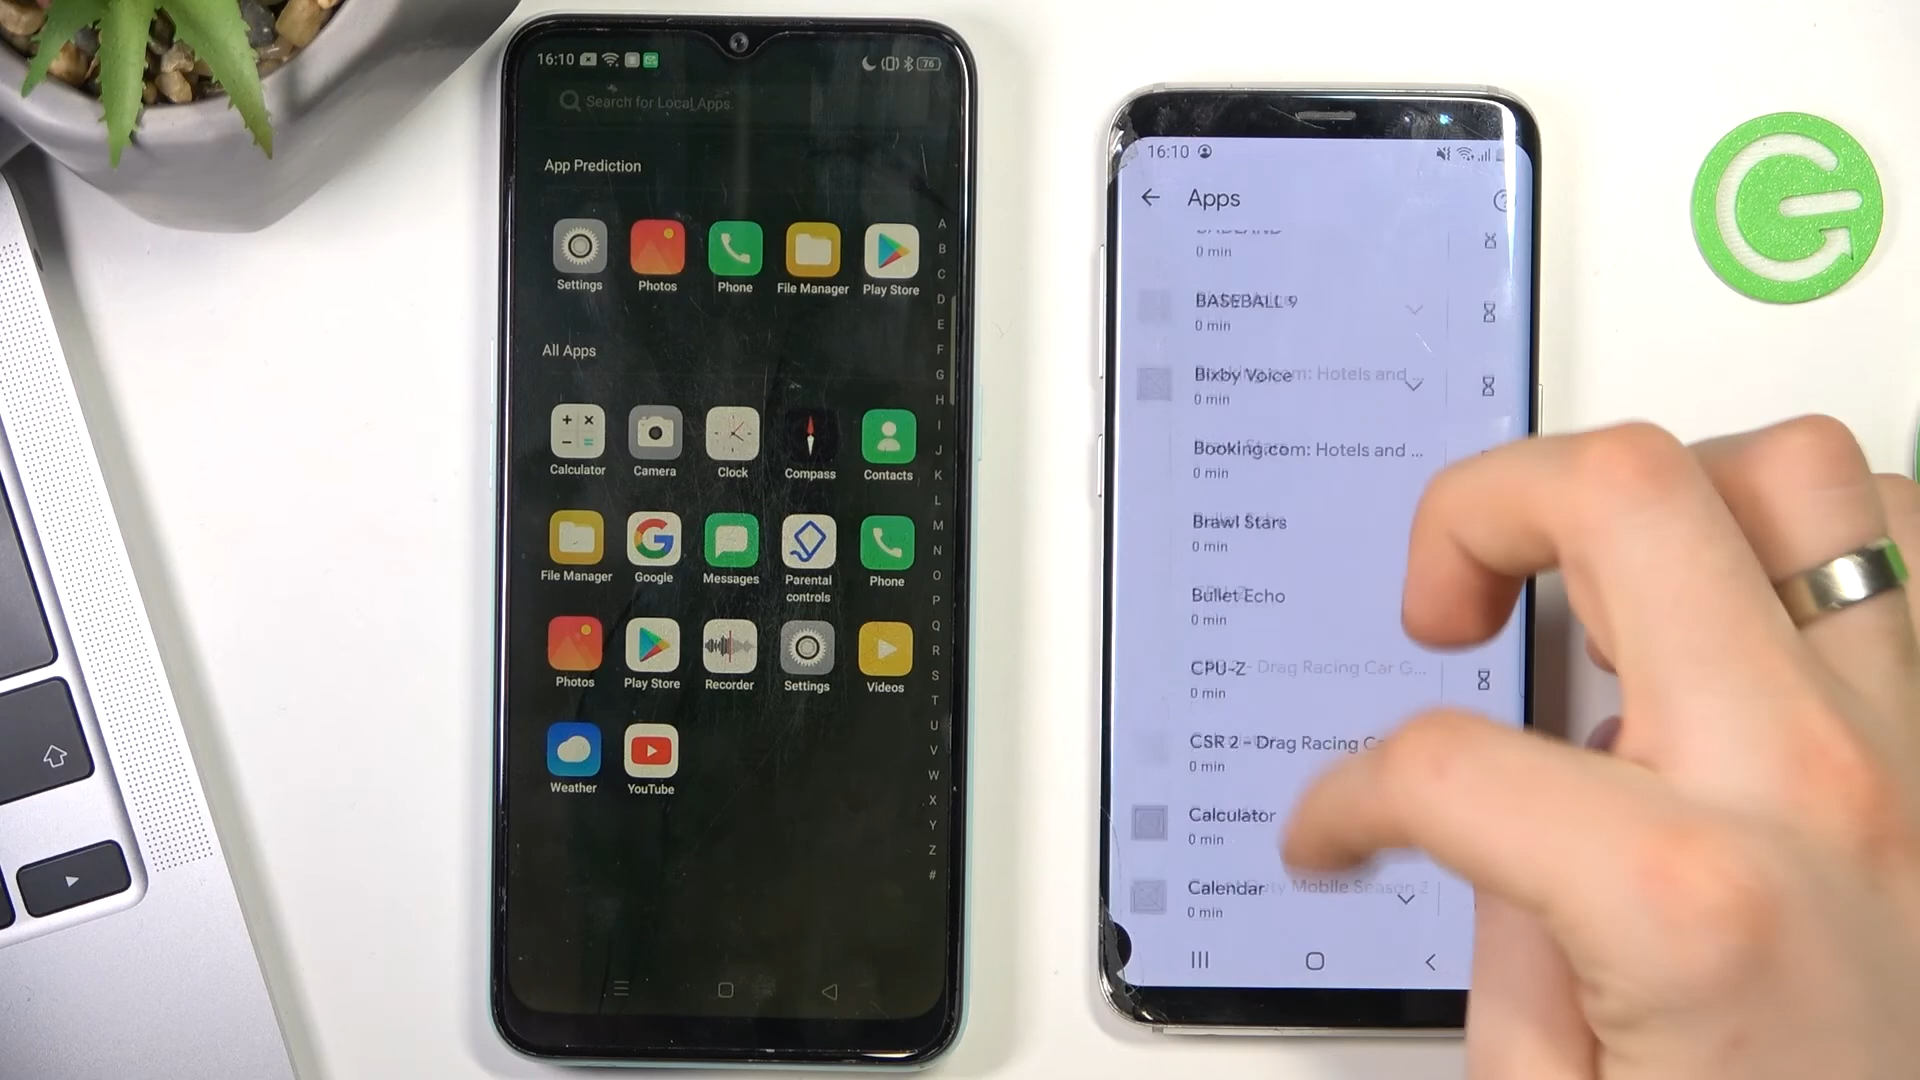 16:10
76
Search for Local Apps
App Prediction
Settings
Photos
Phone
File Manager
Play Store
All Apps
Calculator
Camera
Clock
Compass
Contacts
File Manager
Google
Messages
Parental
controls
Phone
Photos
Play Store
Recorder
Settings
Videos
Weather
YouTube
A
B
C
D
E
F
G
H
I
J
K
L
M
N
O
P
Q
R
S
T
U
V
W
X
Y
Z
#
16:10
Apps
BADLAND
0 min
BASEBALL 9
0 min
Bixby Voice
0 min
Booking.com: Hotels and ...
0 min
Brawl Stars
0 min
Bullet Echo
0 min
CPU-Z
0 min
CSR 2 - Drag Racing
0 min
Calculator
0 min
Calendar
0 min